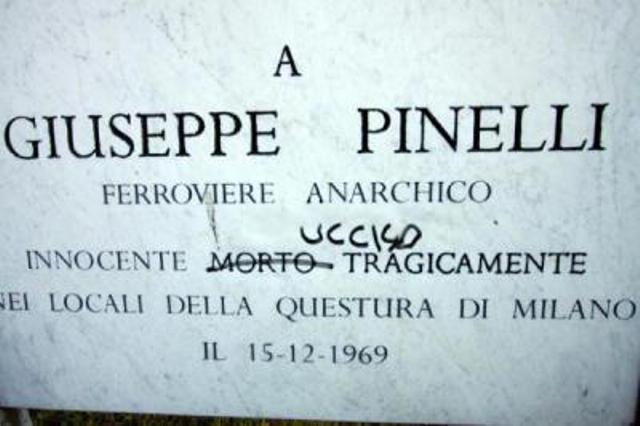 A
GIUSEPPE PINELLI
FERROVIERE ANARCHICO
UCCISO
INNOCENTE MORTO TRAGICAMENTE
NEI LOCALI DELLA QUESTURA DI MILANO
IL 15-12-1969